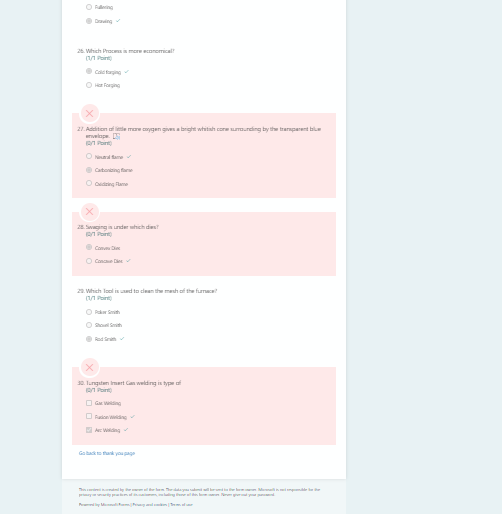 Fullering
Drawing
26. Which Process is more economical?
(1/1 Point)
Cold Forging
Hot Forging
27. Addition of little more oxygen gives a bright whitish cone surrounding by the transparent blue
envelope.
(0/1 Point)
Neutral flame
Carbonizing flame
Oxidizing Flame
28. Swaging is under which dies?
(0/1 Point)
Convex Dies
Concave Dies
29. Which Tool is used to clean the mesh of the furnace?
(1/1 Point)
Poker Smith
Shovel Smith
Rod Smith
30. Tungsten Insert Gas welding is type of
(0/1 Point)
Gas Welding
Fusion Welding
Arc Welding
Go back to thank you page
This content is created by the owner of the form. The data you submit will be sent to the form owner. Microsoft is not responsible for the
privacy or security practices of its customers, including those of this form owner. Never give out your password.
Powered by Microsoft Forms | Privacy and cookies | Terms of use